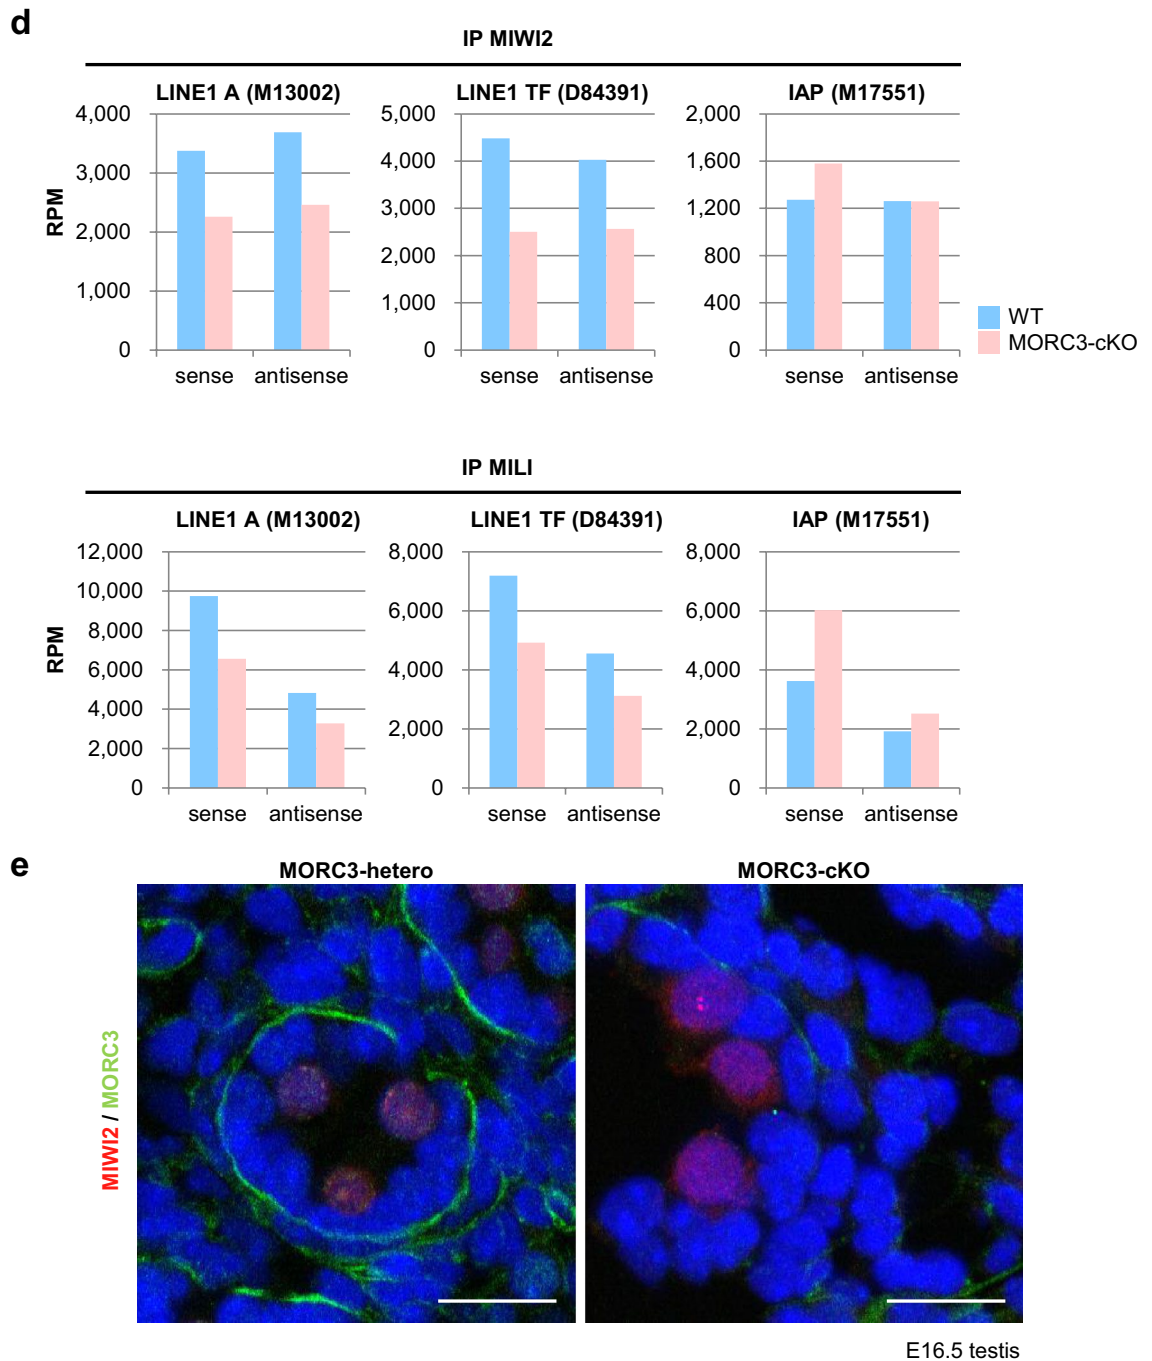 d
IP MIWI2
LINE1 A (M13002)
LINE1 TF (D84391)
IAP (M17551)
4,000
3,000
2,000
1,000
0
RPM
sense antisense
5,000
4,000
3,000
2,000
1,000
0
sense antisense
2,000
1,600
1,200
800
400
0
sense antisense
WT
MORC3-cKO
IP MILI
LINE1 A (M13002)
LINE1 TF (D84391)
IAP (M17551)
12,000
10,000
8,000
6,000
4,000
2,000
0
RPM
sense antisense
8,000
6,000
4,000
2,000
0
sense antisense
8,000
6,000
4,000
2,000
0
sense antisense
e
MORC3-hetero
MORC3-cKO
MIWI2 / MORC3
E16.5 testis